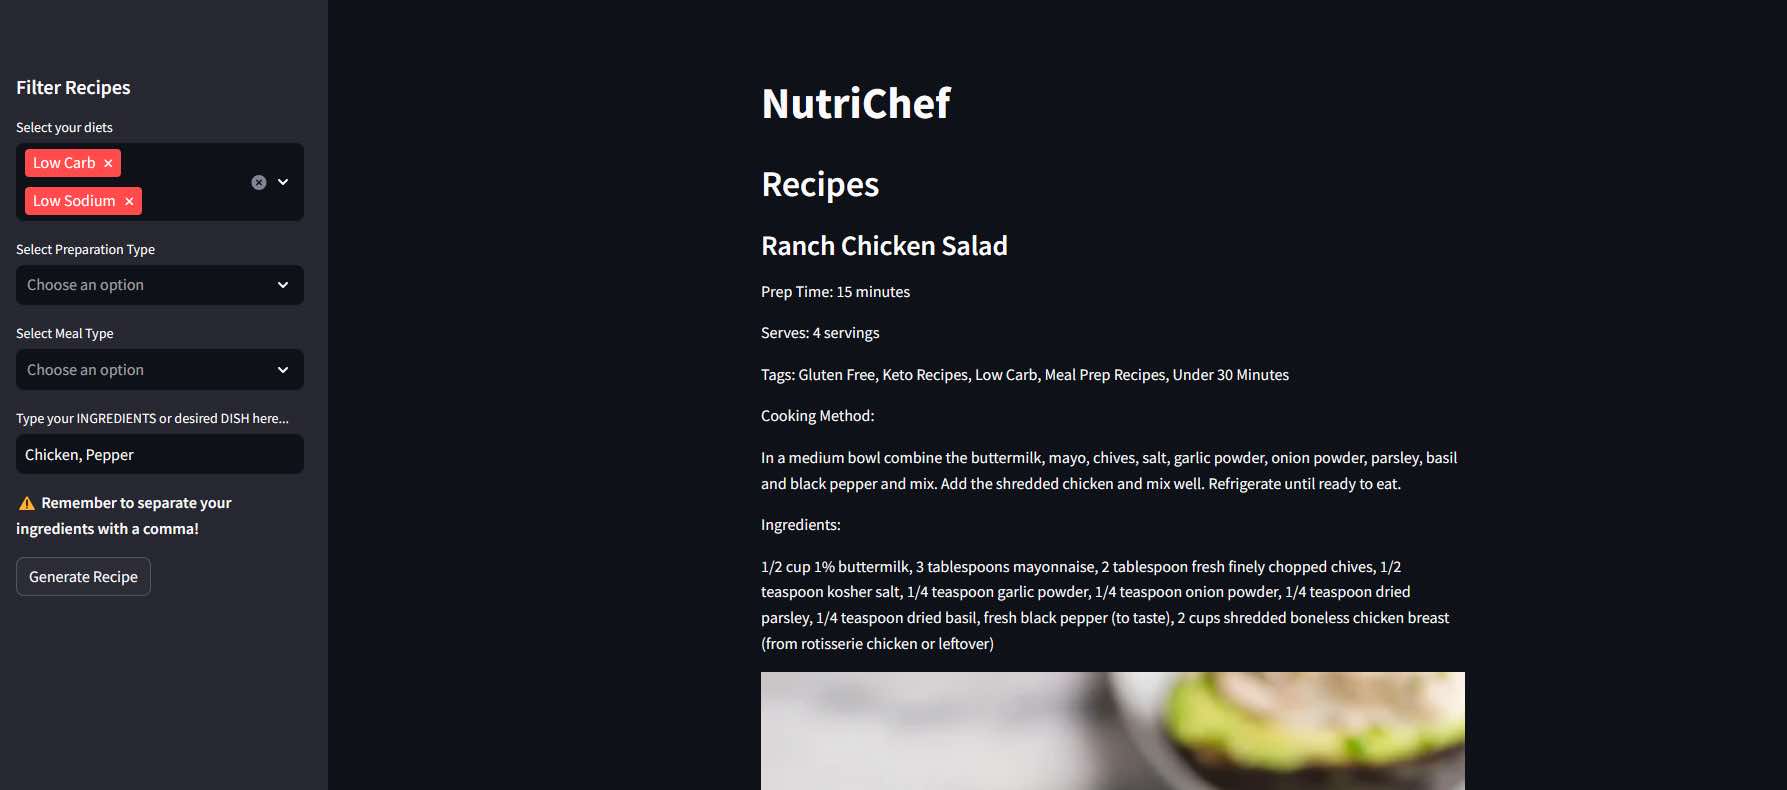 Filter Recipes
Select your diets
Low Carb ×
Low Sodium ×
Select Preparation Type
Choose an option
Select Meal Type
Choose an option
Type your INGREDIENTS or desired DISH here...
Chicken, Pepper
⚠️ Remember to separate your
ingredients with a comma!
Generate Recipe
NutriChef
Recipes
Ranch Chicken Salad
Prep Time: 15 minutes
Serves: 4 servings
Tags: Gluten Free, Keto Recipes, Low Carb, Meal Prep Recipes, Under 30 Minutes
Cooking Method:
In a medium bowl combine the buttermilk, mayo, chives, salt, garlic powder, onion powder, parsley, basil
and black pepper and mix. Add the shredded chicken and mix well. Refrigerate until ready to eat.
Ingredients:
1/2 cup 1% buttermilk, 3 tablespoons mayonnaise, 2 tablespoon fresh finely chopped chives, 1/2
teaspoon kosher salt, 1/4 teaspoon garlic powder, 1/4 teaspoon onion powder, 1/4 teaspoon dried
parsley, 1/4 teaspoon dried basil, fresh black pepper (to taste), 2 cups shredded boneless chicken breast
(from rotisserie chicken or leftover)